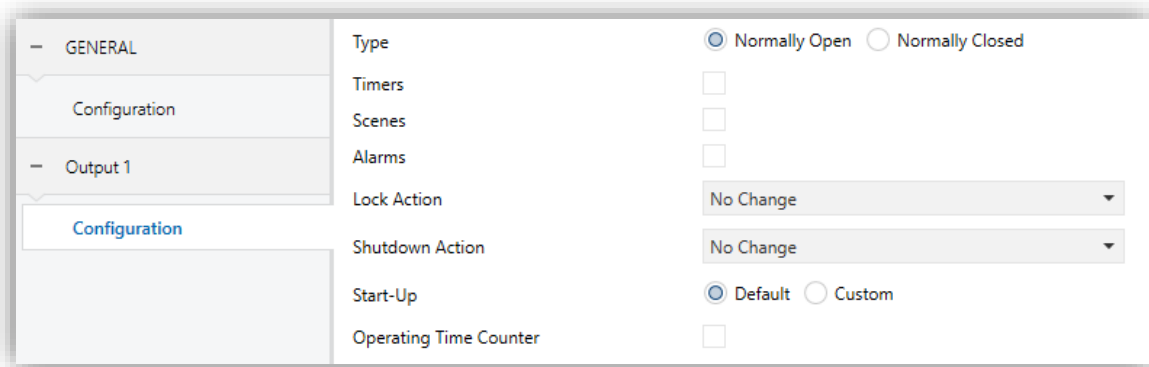 GENERAL
Configuration
Output 1
Configuration
Type Normally Open Normally Closed
Timers
Scenes
Alarms
Lock Action No Change
Shutdown Action No Change
Start-Up Default Custom
Operating Time Counter